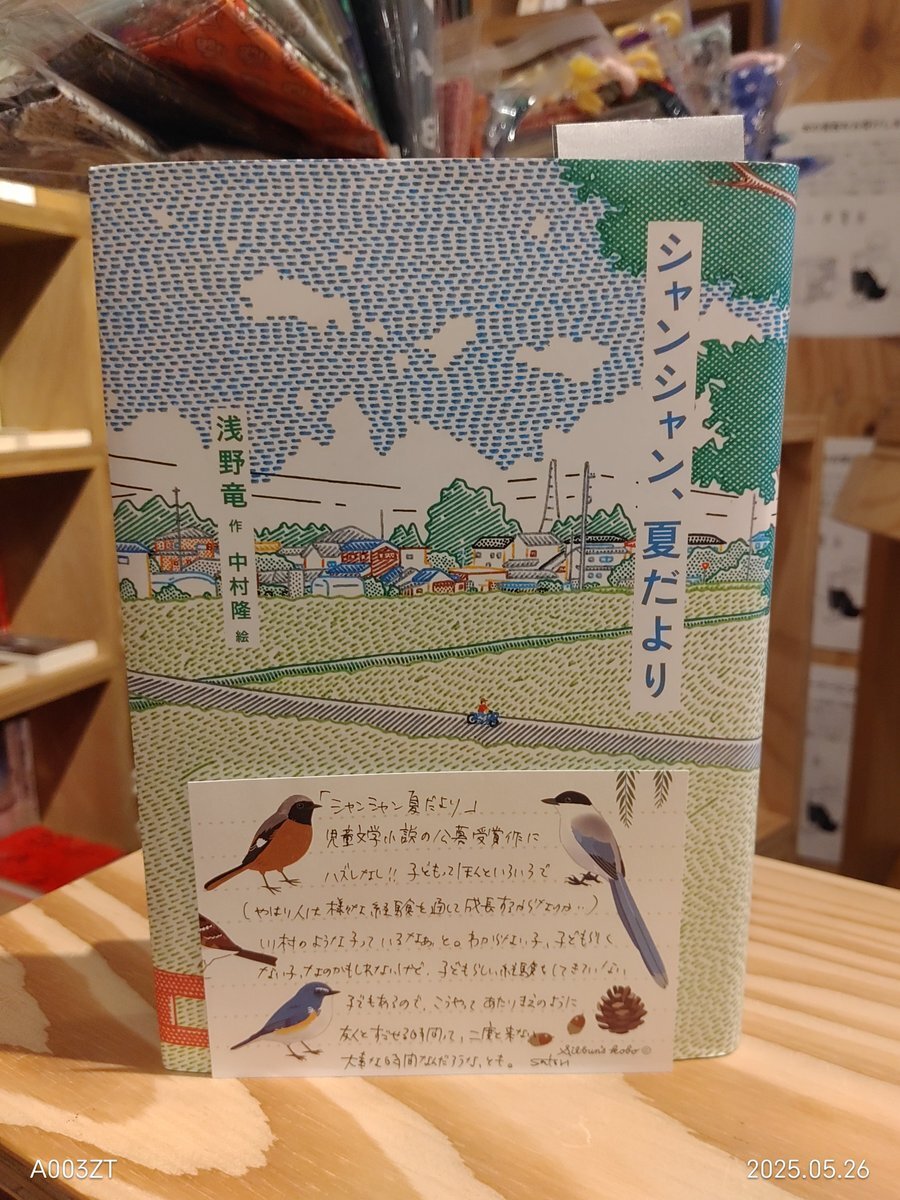 シャンシャン、夏だより
浅野竜 作 中村隆 絵
「シャンシャン夏だより」
児童文学小説の公募受賞作に
ハズレなし!! 子どもってほんといろいろで
(やはり人は様々な経験を通して成長するからなのか…)
川村のような子っているなぁ、と。わからない子、子どもらしく
ない子、なのかもしれないけど、子どもらしい経験をしてきていない
子どもあるので、こうやってあたりまえのように
友人とすごせる時間って、二度と来ない
大事な時間なんだろうな、とも。 satori
A003ZT
2025.05.26